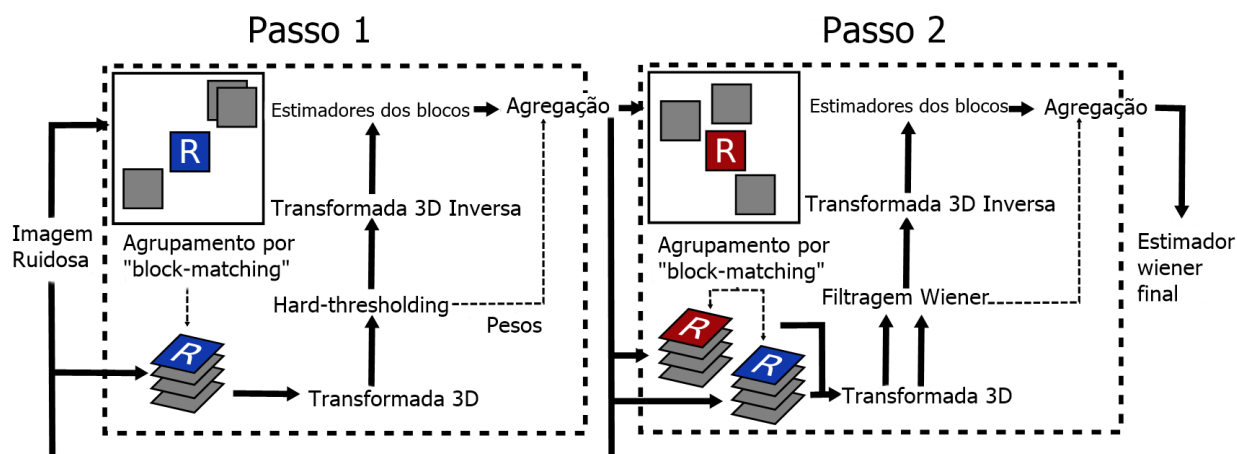 Passo 1
Passo 2
Imagem
Ruidosa
R
Estimadores dos blocos
Agregação
Transformada 3D Inversa
Agrupamento por
"block-matching"
Hard-thresholding
Pesos
R
Transformada 3D
R
Estimadores dos blocos
Agregação
Transformada 3D Inversa
Agrupamento por
"block-matching"
Filtragem Wiener
R
R
Transformada 3D
Estimador
wiener
final